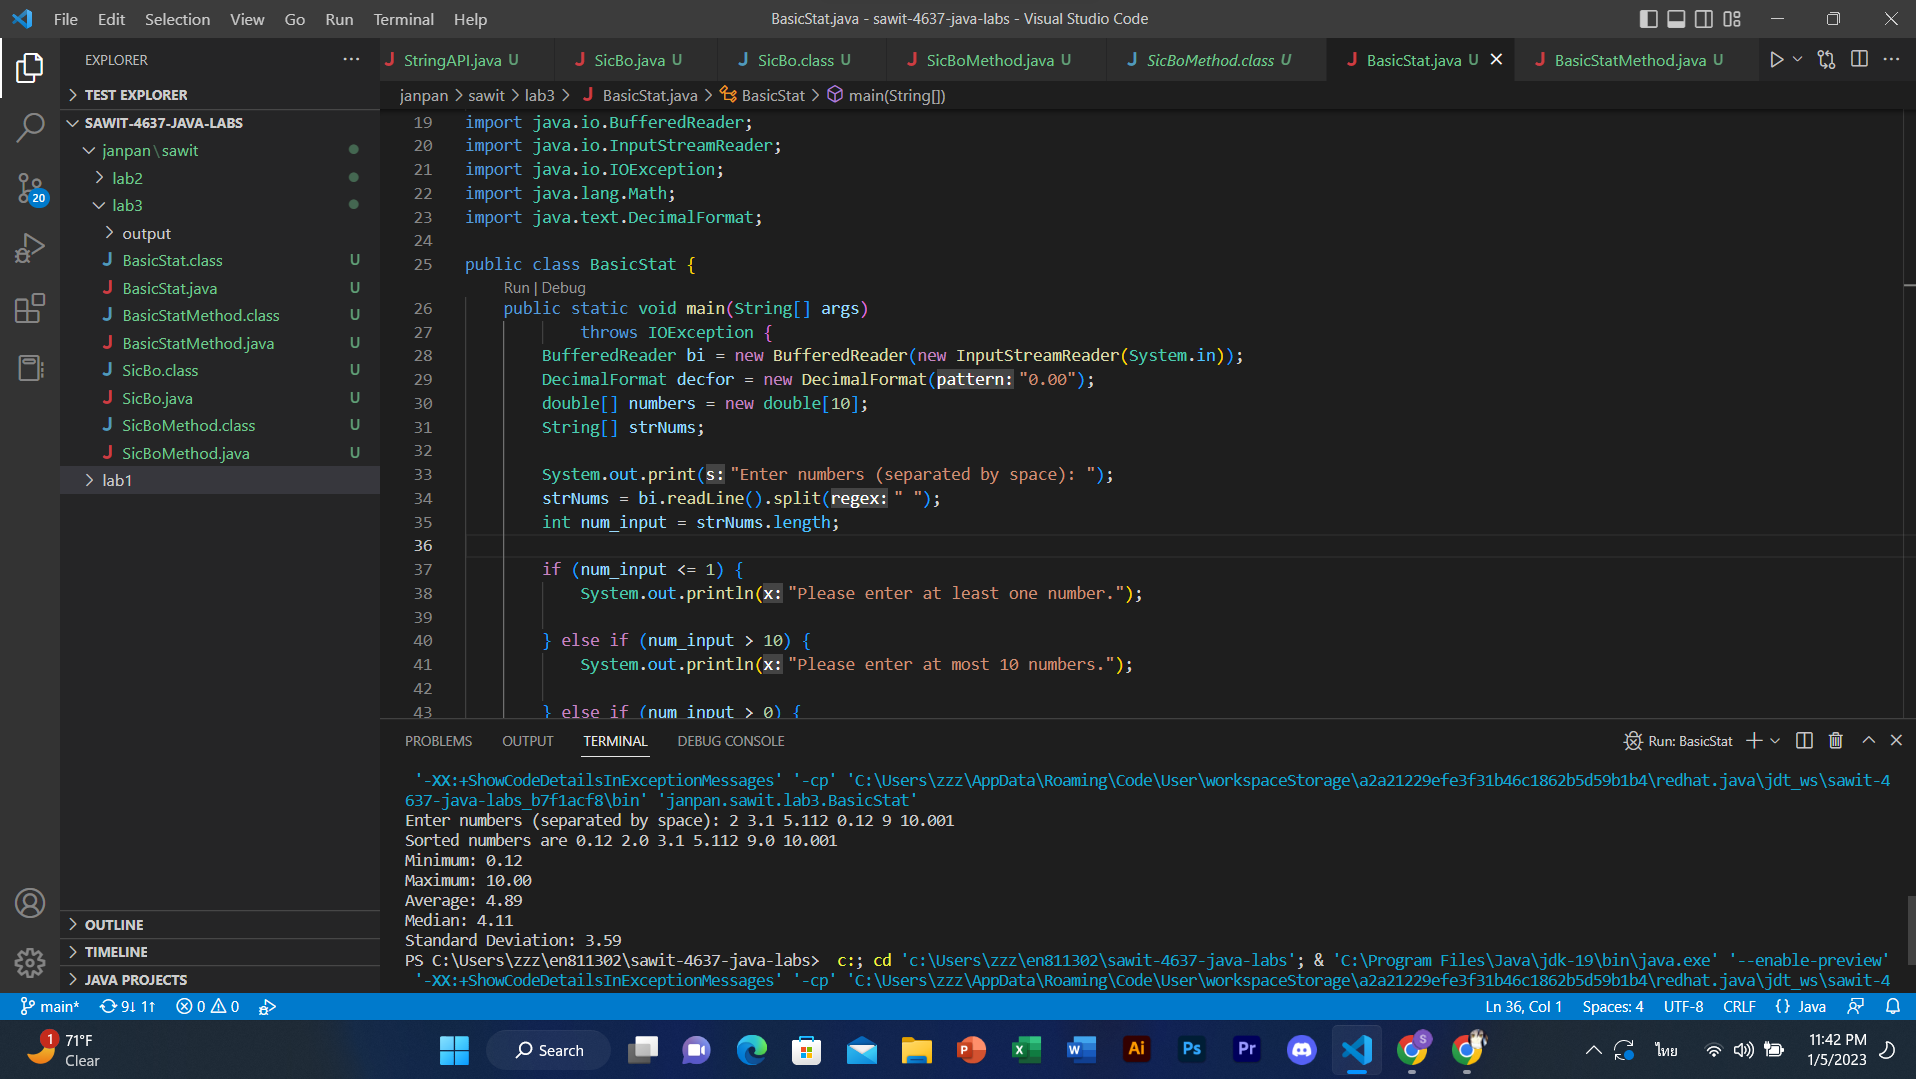 File Edit Selection View Go Run Terminal Help
BasicStat.java - sawit-4637-java-labs - Visual Studio Code
EXPLORER
TEST EXPLORER
SAWIT-4637-JAVA-LABS
janpan\sawit
lab2
lab3
output
BasicStat.class U
BasicStat.java U
BasicStatMethod.class U
BasicStatMethod.java U
SicBo.class U
SicBo.java U
SicBoMethod.class U
SicBoMethod.java U
lab1
OUTLINE
TIMELINE
JAVA PROJECTS
20
StringAPI.java U SicBo.java U SicBo.class U SicBoMethod.java U SicBoMethod.class U BasicStat.java U BasicStatMethod.java U
janpan > sawit > lab3 > BasicStat.java > BasicStat > main(String[])
19 import java.io.BufferedReader;
20 import java.io.InputStreamReader;
21 import java.io.IOException;
22 import java.lang.Math;
23 import java.text.DecimalFormat;
24
25 public class BasicStat {
Run | Debug
26 public static void main(String[] args)
27 throws IOException {
28 BufferedReader bi = new BufferedReader(new InputStreamReader(System.in));
29 DecimalFormat decfor = new DecimalFormat(pattern: "0.00");
30 double[] numbers = new double[10];
31 String[] strNums;
32
33 System.out.print(s: "Enter numbers (separated by space): ");
34 strNums = bi.readLine().split(regex: " ");
35 int num_input = strNums.length;
36
37 if (num_input <= 1) {
38 System.out.println(x: "Please enter at least one number.");
39
40 } else if (num_input > 10) {
41 System.out.println(x: "Please enter at most 10 numbers.");
42
43 } else if (num_input > 0) {
PROBLEMS OUTPUT TERMINAL DEBUG CONSOLE
Run: BasicStat
'-XX:+ShowCodeDetailsInExceptionMessages' '-cp' 'C:\Users\zzz\AppData\Roaming\Code\User\workspaceStorage\a2a21229efe3f31b46c1862b5d59b1b4\redhat.java\jdt_ws\sawit-4
637-java-labs_b7f1acf8\bin' 'janpan.sawit.lab3.BasicStat'
Enter numbers (separated by space): 2 3.1 5.112 0.12 9 10.001
Sorted numbers are 0.12 2.0 3.1 5.112 9.0 10.001
Minimum: 0.12
Maximum: 10.00
Average: 4.89
Median: 4.11
Standard Deviation: 3.59
PS C:\Users\zzz\en811302\sawit-4637-java-labs> c:; cd 'c:\Users\zzz\en811302\sawit-4637-java-labs'; & 'C:\Program Files\Java\jdk-19\bin\java.exe' '--enable-preview'
'-XX:+ShowCodeDetailsInExceptionMessages' '-cp' 'C:\Users\zzz\AppData\Roaming\Code\User\workspaceStorage\a2a21229efe3f31b46c1862b5d59b1b4\redhat.java\jdt_ws\sawit-4
main* 9↓ 1↑ 0 0
Ln 36, Col 1 Spaces: 4 UTF-8 CRLF {} Java
1
71°F
Clear
Search
P X W Ai Ps Pr S
ไทย
11:42 PM
1/5/2023